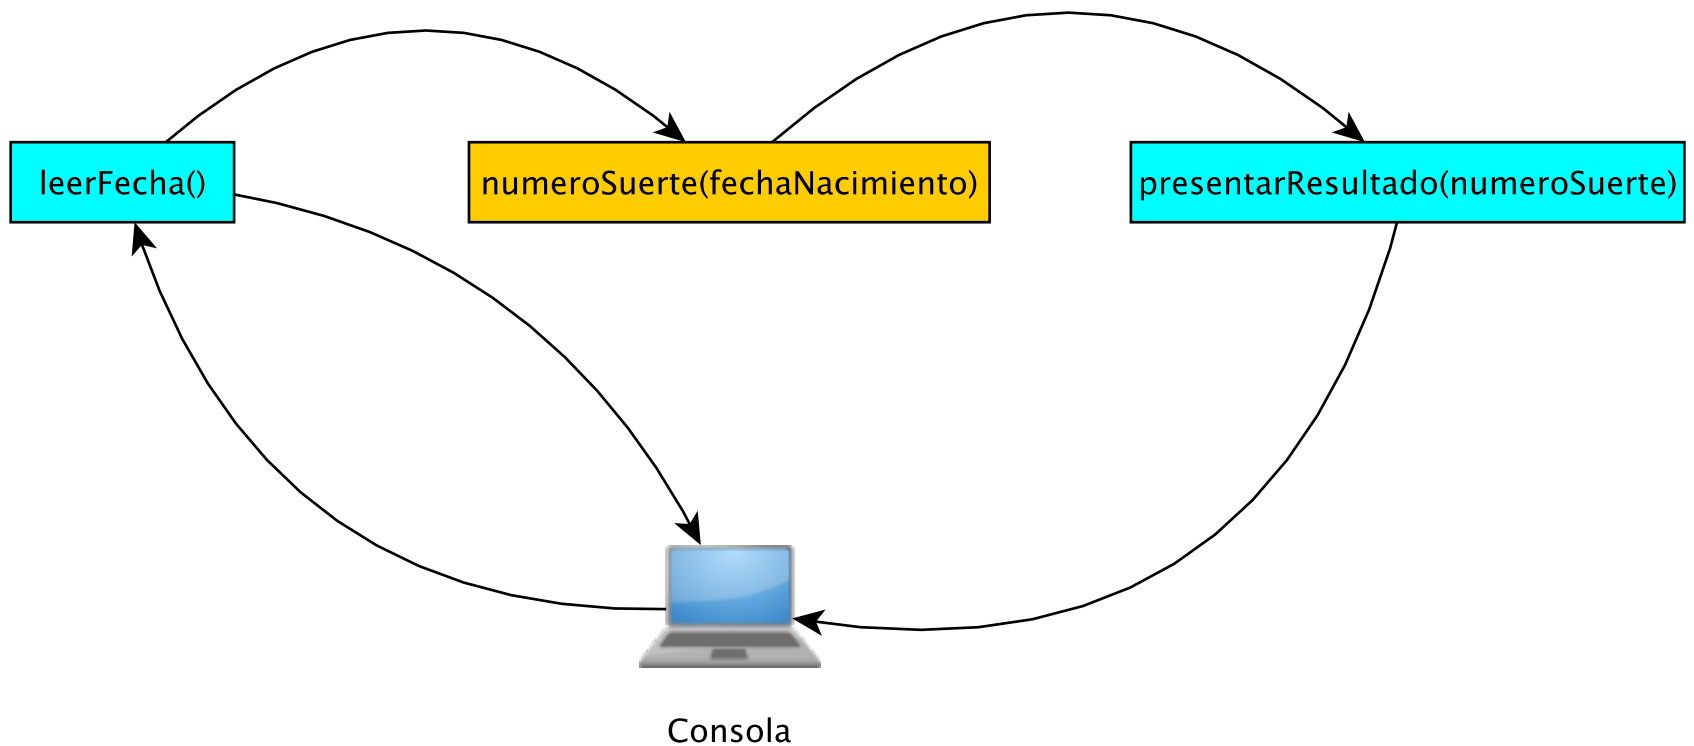 leerFecha()
numeroSuerte(fechaNacimiento)
presentarResultado(numeroSuerte)
Consola